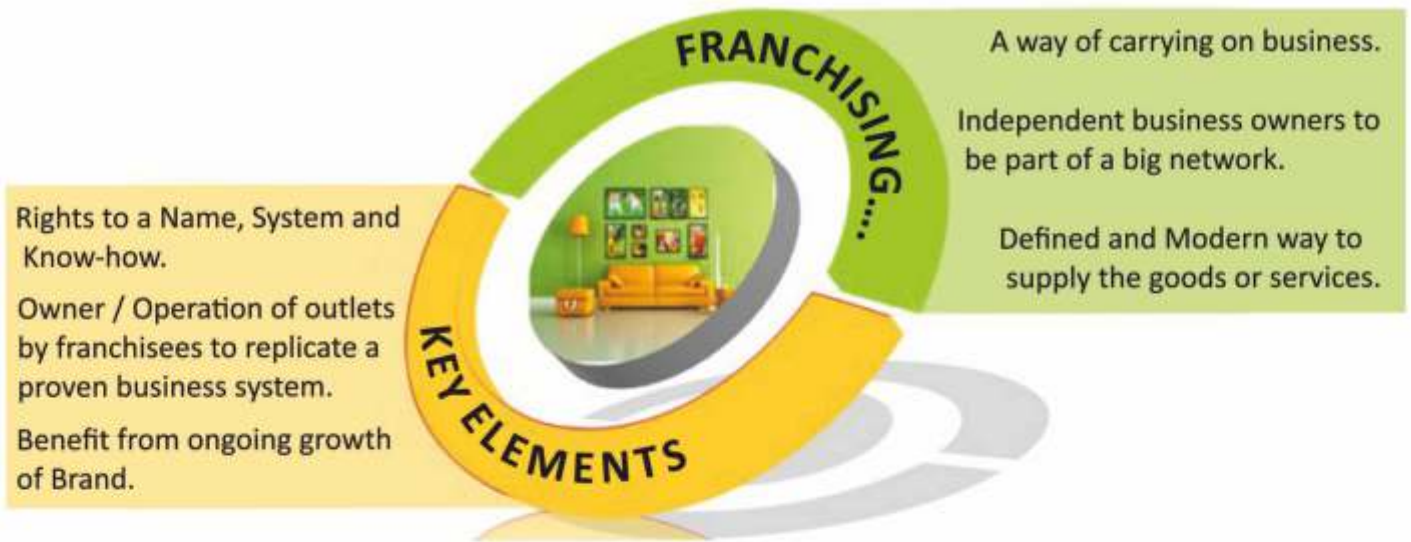 FRANCHISING....
A way of carrying on business.
Independent business owners to
be part of a big network.
Defined and Modern way to
supply the goods or services.
KEY ELEMENTS
Rights to a Name, System and
Know-how.
Owner / Operation of outlets
by franchisees to replicate a
proven business system.
Benefit from ongoing growth
of Brand.